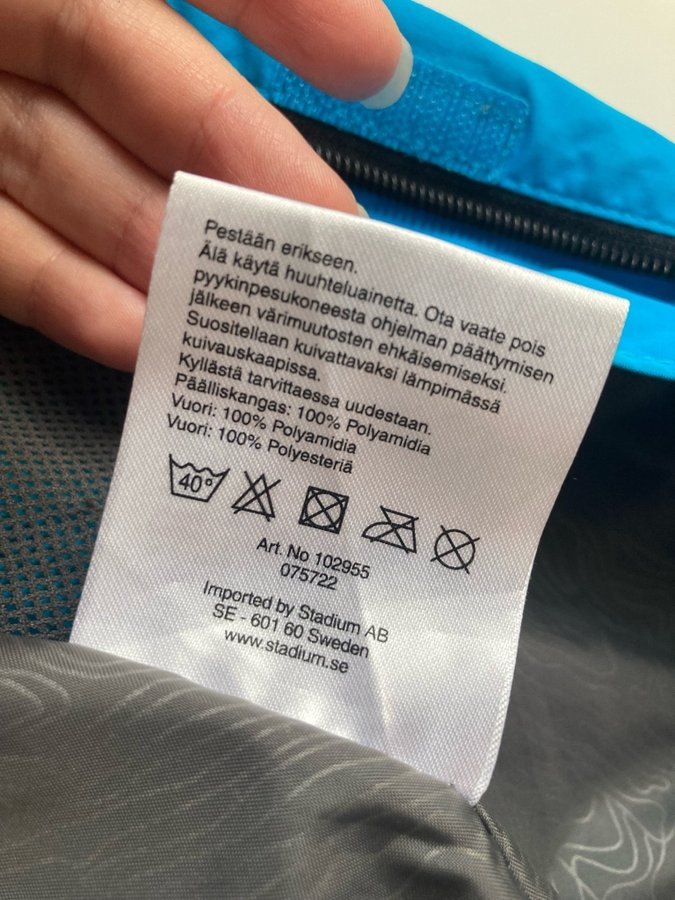 Pestään erikseen.
Älä käytä huuhteluainetta. Ota vaate pois
pyykinpesukoneesta ohjelman päättymisen
jälkeen värimuutosten ehkäisemiseksi.
Suositellaan kuivattavaksi lämpimässä
kuivauskaapissa.
Kyllästä tarvittaessa uudestaan.
Päälliskangas: 100% Polyamidia
Vuori: 100% Polyamidia
Vuori: 100% Polyesteriä
40°
Art. No 102955
075722
Imported by Stadium AB
SE - 601 60 Sweden
www.stadium.se